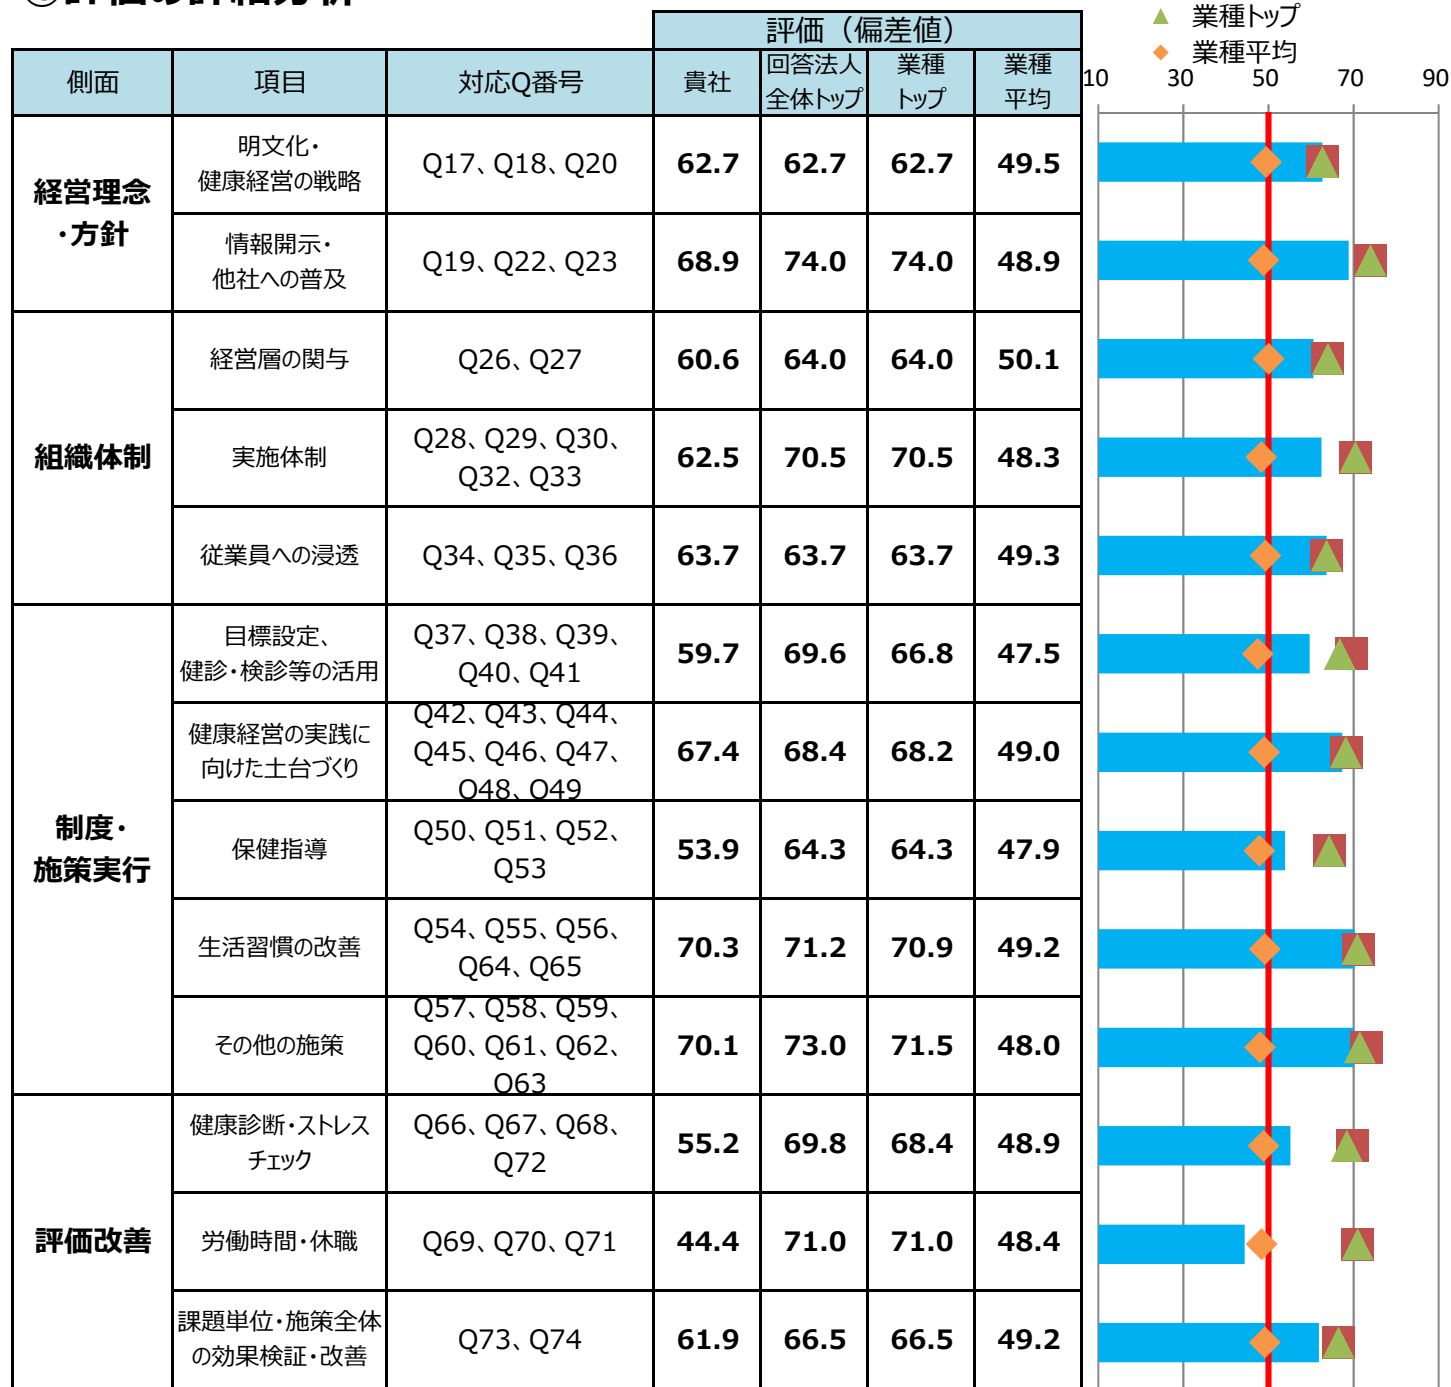 評価の詳細分析
▲ 業種トップ
◆ 業種平均
評価（偏差値）
側面 項目 対応Q番号 貴社 回答法人 業種 業種
全体トップ トップ 平均
10 30 50 70 90
経営理念
・方針
明文化・
健康経営の戦略
Q17、Q18、Q20 62.7 62.7 62.7 49.5
情報開示・
他社への普及
Q19、Q22、Q23 68.9 74.0 74.0 48.9
組織体制
経営層の関与 Q26、Q27 60.6 64.0 64.0 50.1
実施体制
Q28、Q29、Q30、
Q32、Q33
62.5 70.5 70.5 48.3
従業員への浸透 Q34、Q35、Q36 63.7 63.7 63.7 49.3
制度・
施策実行
目標設定、
健診・検診等の活用
Q37、Q38、Q39、
Q40、Q41
59.7 69.6 66.8 47.5
健康経営の実践に
向けた土台づくり
Q42、Q43、Q44、
Q45、Q46、Q47、
Q48、Q49
67.4 68.4 68.2 49.0
保健指導
Q50、Q51、Q52、
Q53
53.9 64.3 64.3 47.9
生活習慣の改善
Q54、Q55、Q56、
Q64、Q65
70.3 71.2 70.9 49.2
その他の施策
Q57、Q58、Q59、
Q60、Q61、Q62、
Q63
70.1 73.0 71.5 48.0
評価改善
健康診断・ストレス
チェック
Q66、Q67、Q68、
Q72
55.2 69.8 68.4 48.9
労働時間・休職 Q69、Q70、Q71 44.4 71.0 71.0 48.4
課題単位・施策全体
の効果検証・改善
Q73、Q74 61.9 66.5 66.5 49.2